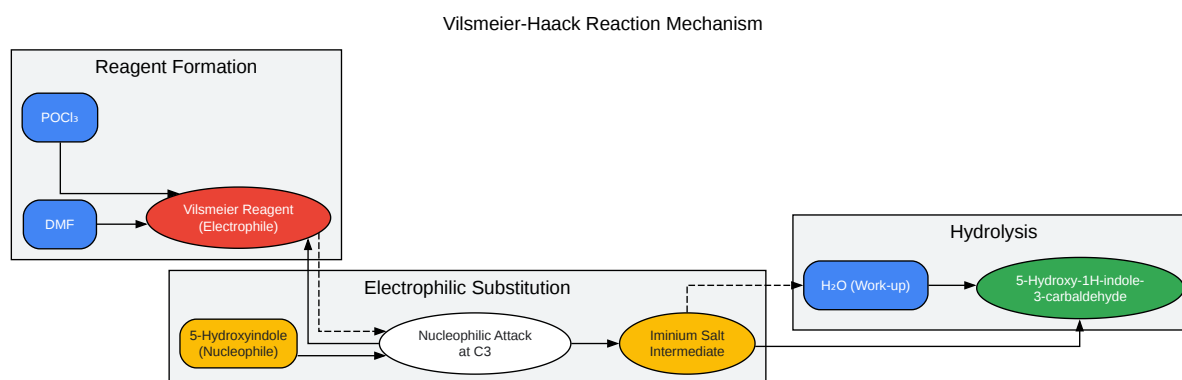 Vilsmeier-Haack Reaction Mechanism
Reagent Formation
POCl₃
DMF
Vilsmeier Reagent
(Electrophile)
Electrophilic Substitution
5-Hydroxyindole
(Nucleophile)
Nucleophilic Attack
at C3
Iminium Salt
Intermediate
Hydrolysis
H₂O (Work-up)
5-Hydroxy-1H-indole-
3-carbaldehyde